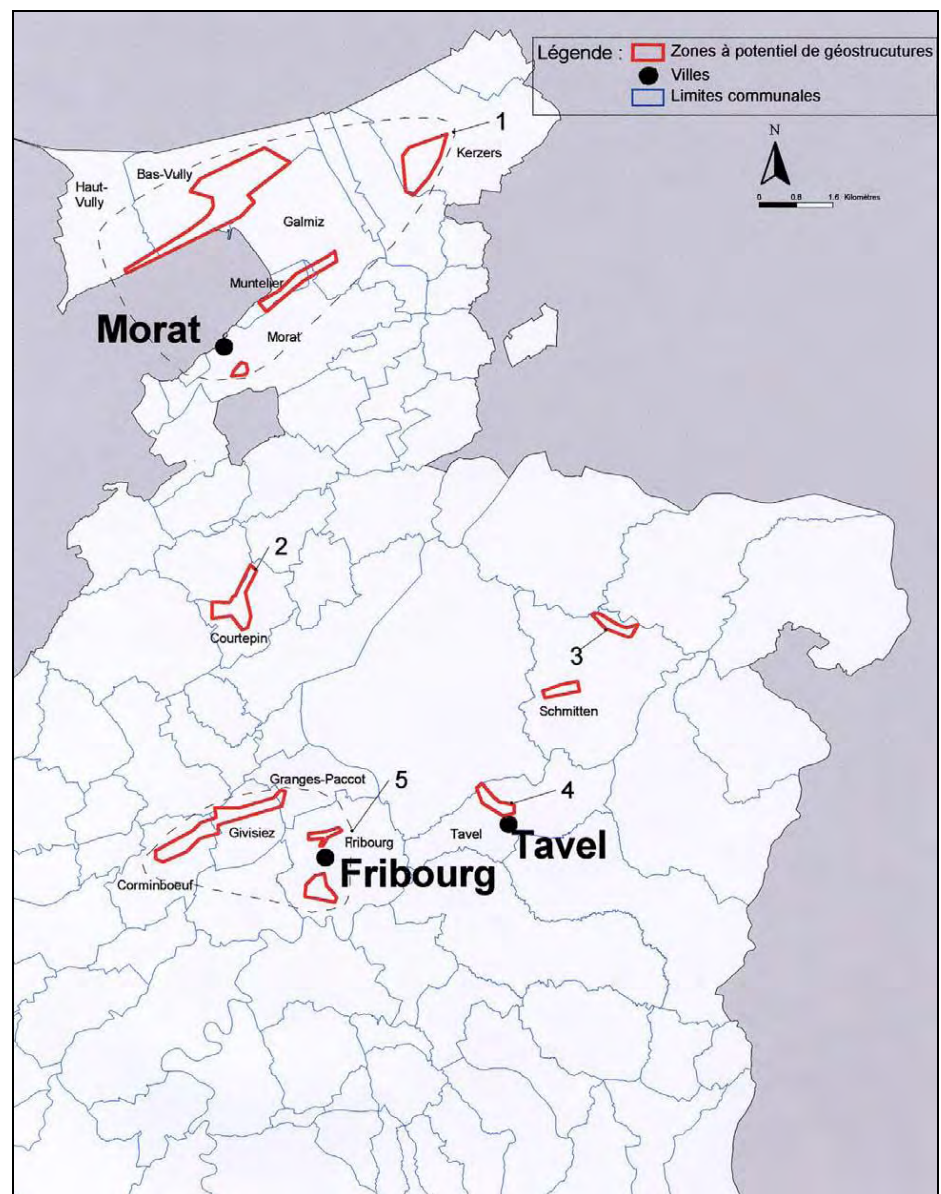 Légende :
Zones à potentiel de géostrucutures
Villes
Limites communales
N
0 0.8 1.6 Kilomètres
1
Kerzers
Bas-Vully
Haut-
Vully
Galmiz
Muntelier
Morat
Morat
2
Courtepin
3
Schmitten
Granges-Paccot
5
4
Givisiez
Fribourg
Tavel
Tavel
Fribourg
Corminboeuf